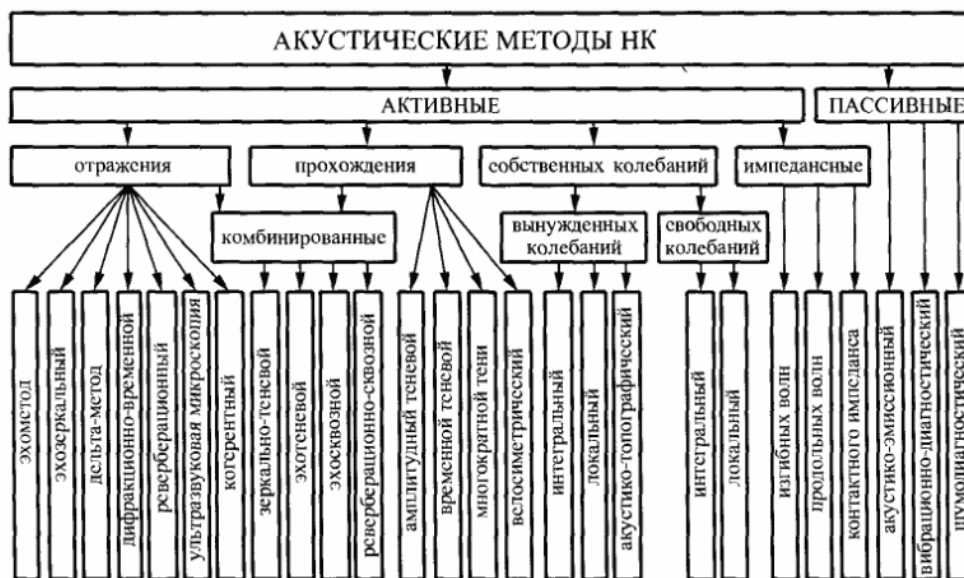 АКУСТИЧЕСКИЕ МЕТОДЫ НК
АКТИВНЫЕ
ПАССИВНЫЕ
отражения
прохождения
собственных колебаний
импедансные
комбинированные
вынужденных
колебаний
свободных
колебаний
эхометод
эхозеркальный
дельта-метод
дифракционно-временной
реверберационный
ультразвуковая микроскопия
когерентный
зеркально-теневой
эхотеневой
эхосквозной
реверберационно-сквозной
амплитудный теневой
временной теневой
многократной тени
велосиметрический
интегральный
локальный
акустико-топографический
интегральный
локальный
изгибных волн
продольных волн
контактного импеданса
акустико-эмиссионный
вибрационно-диагностический
шумодиагностический